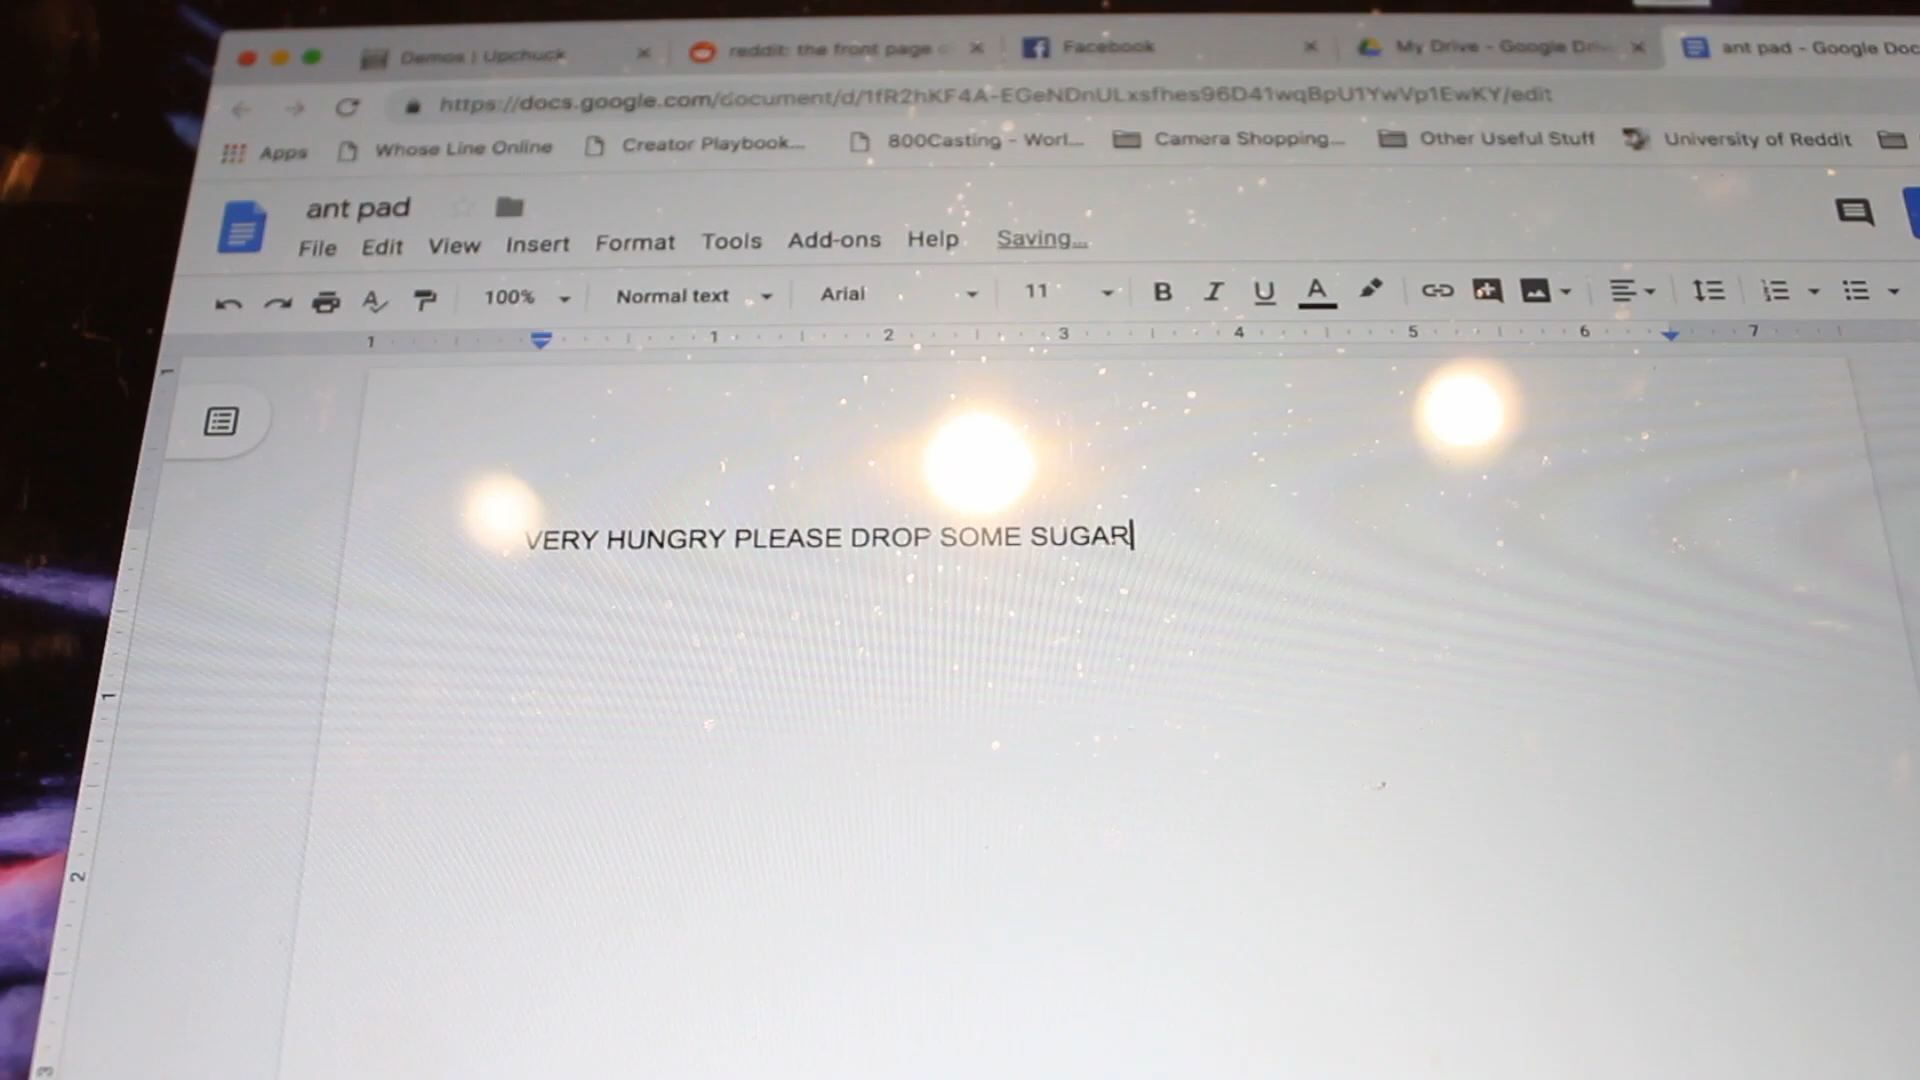 Demos | Upchuck
reddit: the front page o
Facebook
My Drive - Google Driv
ant pad - Google Doc
https://docs.google.com/document/d/1fR2hKF4A-EGeNDnULxsfhes96D41wqBpU1YwVp1EwKY/edit
Apps
Whose Line Online
Creator Playbook...
800Casting - Worl...
Camera Shopping...
Other Useful Stuff
University of Reddit
ant pad
File Edit View Insert Format Tools Add-ons Help Saving...
100% Normal text Arial 11 B I U A
1 1 2 3 4 5 6 7
VERY HUNGRY PLEASE DROP SOME SUGAR
1
1
2
3